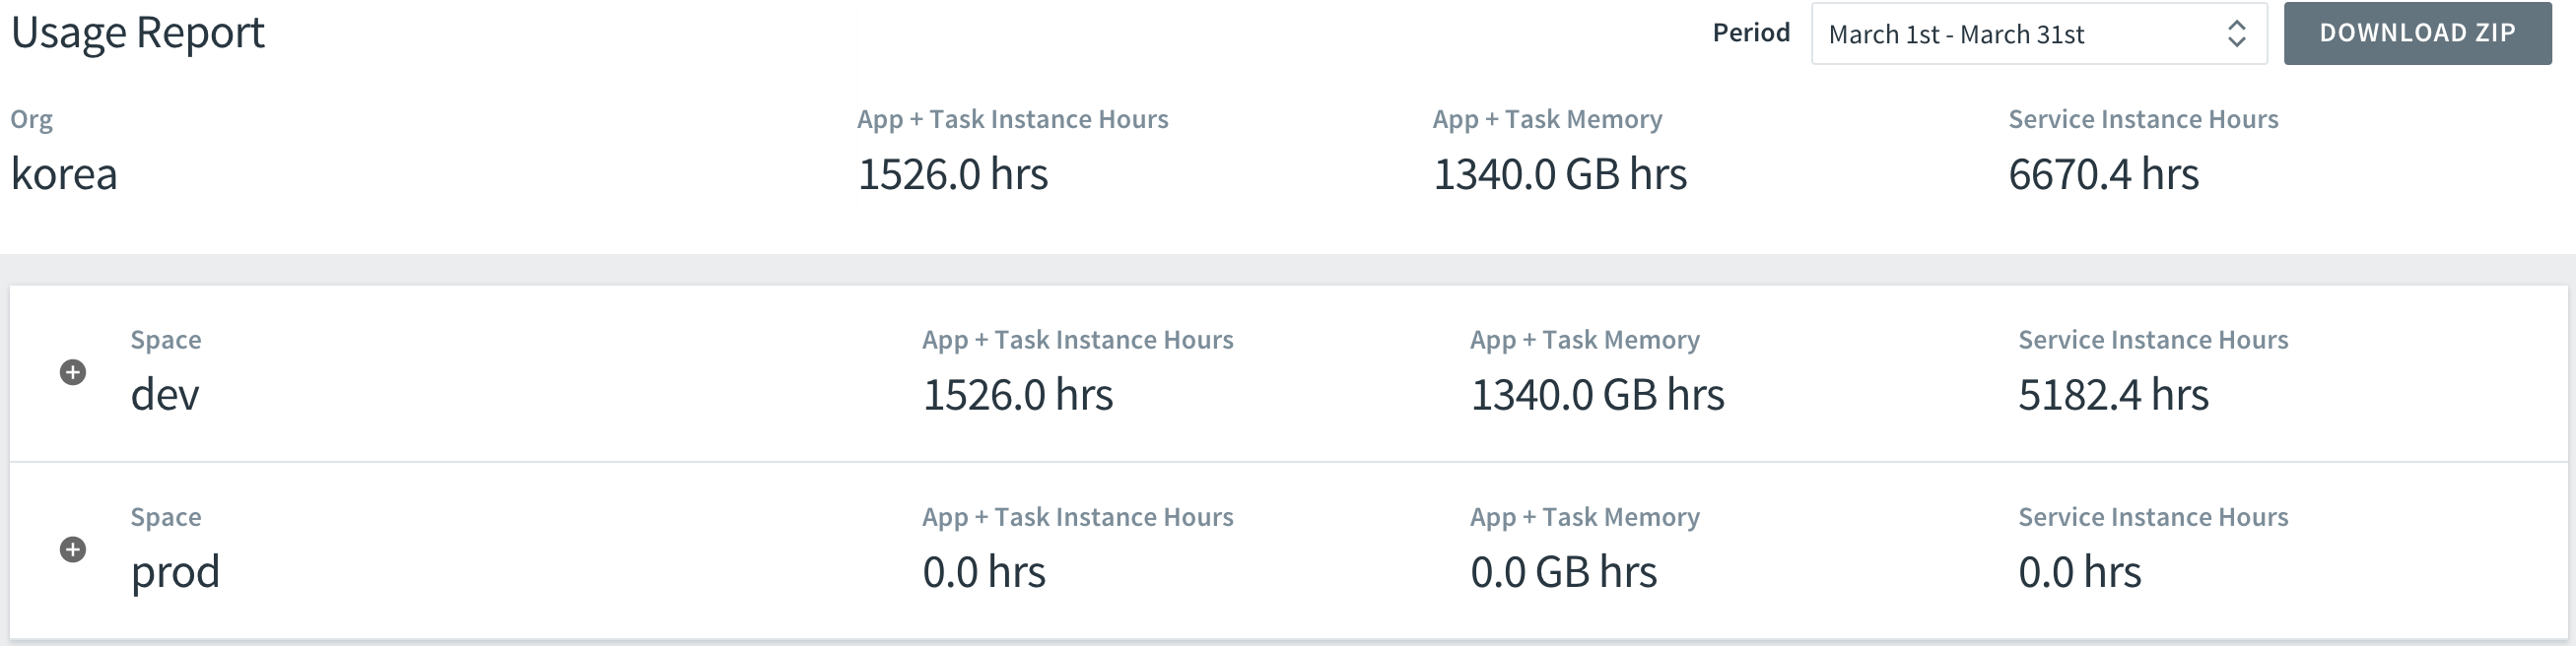 Usage Report
Period March 1st - March 31st DOWNLOAD ZIP
Org App + Task Instance Hours App + Task Memory Service Instance Hours
korea 1526.0 hrs 1340.0 GB hrs 6670.4 hrs
Space App + Task Instance Hours App + Task Memory Service Instance Hours
dev 1526.0 hrs 1340.0 GB hrs 5182.4 hrs
Space App + Task Instance Hours App + Task Memory Service Instance Hours
prod 0.0 hrs 0.0 GB hrs 0.0 hrs